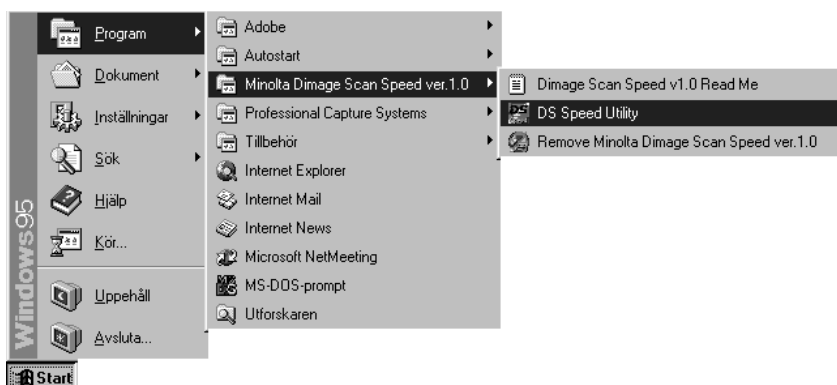 Program
Dokument
Inställningar
Sök
Hjälp
Kör...
Uppehåll
Avsluta...
Windows95
Start
Adobe
Autostart
Minolta Dimage Scan Speed ver.1.0
Professional Capture Systems
Tillbehör
Internet Explorer
Internet Mail
Internet News
Microsoft NetMeeting
MS-DOS-prompt
Utforskaren
Dimage Scan Speed v1.0 Read Me
DS Speed Utility
Remove Minolta Dimage Scan Speed ver.1.0